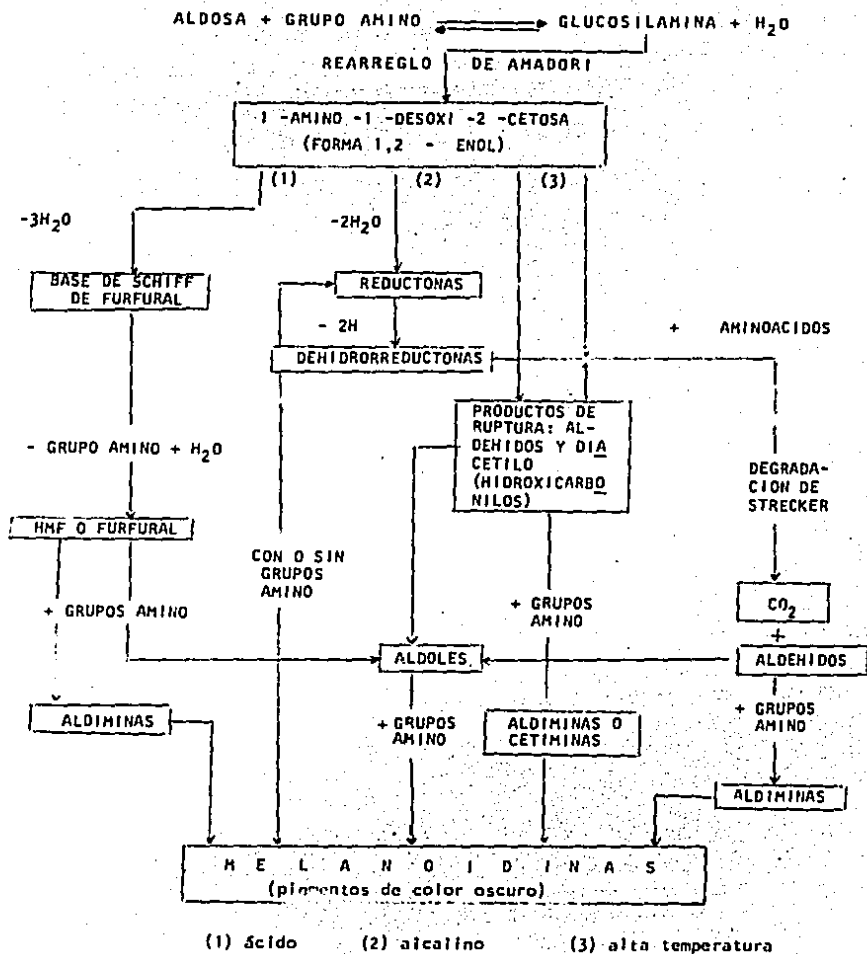 ALDOSA + GRUPO AMINO GLUCOSILAMINA + H2O
REARREGLO DE AMADORI
1 -AMINO -1 -DESOXI -2 -CETOSA
(FORMA 1,2 - ENOL)
(1) (2) (3)
-3H2O
-2H2O
BASE DE SCHIFF
DE FURFURAL
REDUCTONAS
- 2H
+ AMINOACIDOS
DEHIDRORREDUCTONAS
PRODUCTOS DE
RUPTURA: AL-
DEHIDOS Y DIA
CETILO
(HIDROXICARBO
NILOS)
- GRUPO AMINO + H2O
DEGRADA-
CION DE
STRECKER
HMF O FURFURAL
CON O SIN
GRUPOS
AMINO
+ GRUPOS AMINO
+ GRUPOS
AMINO
CO2
+
ALDOLES
ALDEHIDOS
ALDIMINAS
+ GRUPOS
AMINO
ALDIMINAS O
CETIMINAS
+ GRUPOS
AMINO
ALDIMINAS
M E L A N O I D I N A S
(pigmentos de color oscuro)
(1) ácido (2) alcalino (3) alta temperatura